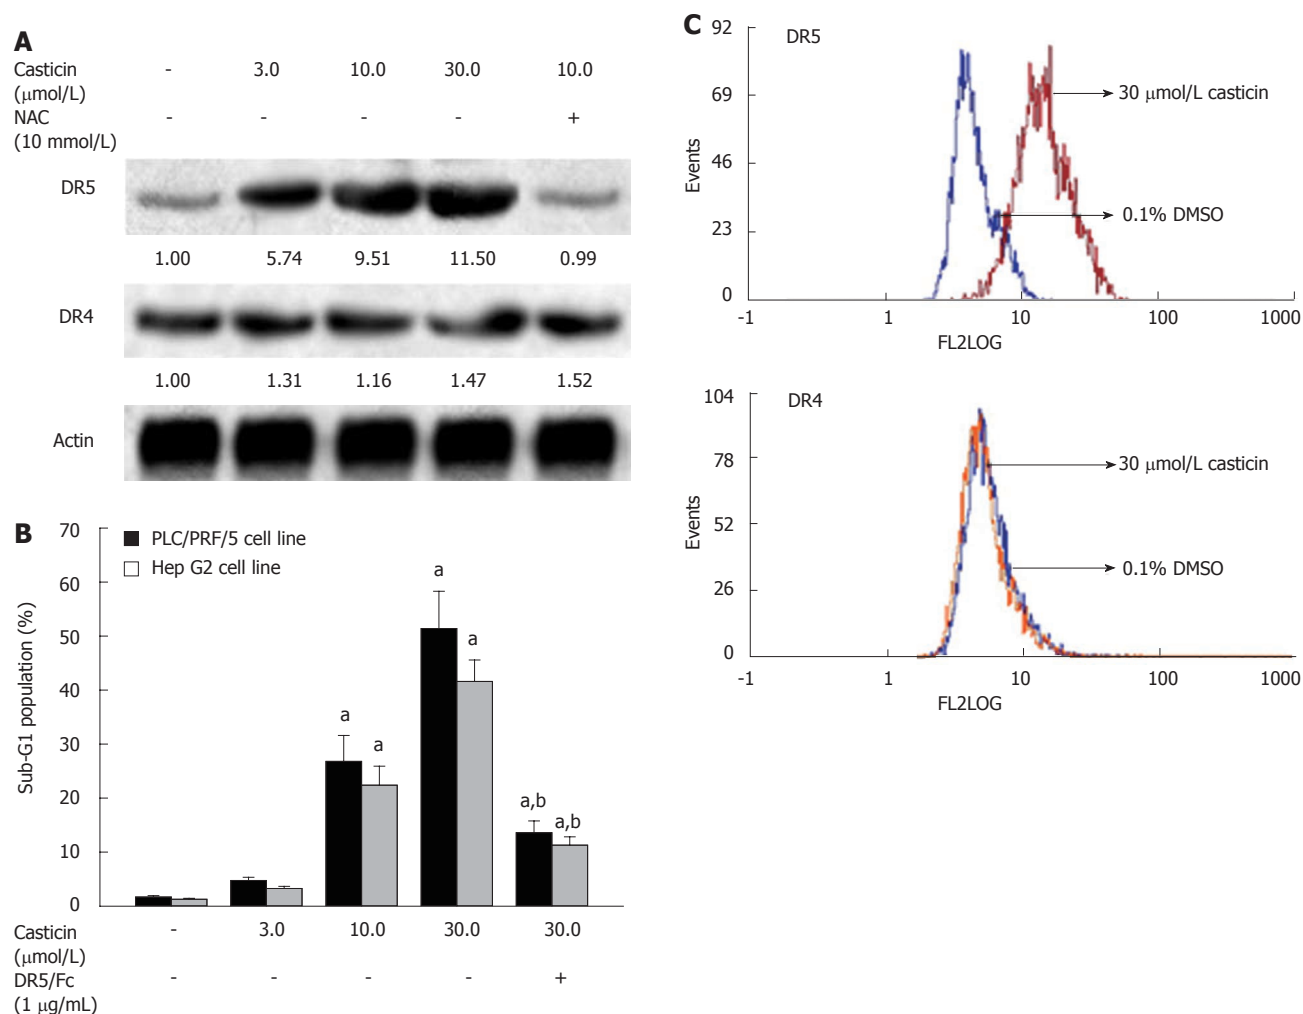 A
Casticin - 3.0 10.0 30.0 10.0
(μmol/L)
NAC - - - - +
(10 mmol/L)
DR5
1.00 5.74 9.51 11.50 0.99
DR4
1.00 1.31 1.16 1.47 1.52
Actin
B
70
60
50
40
30
20
10
0
Sub-G1 population (%)
PLC/PRF/5 cell line
Hep G2 cell line
a
a
a
a
a,b
a,b
Casticin - 3.0 10.0 30.0 30.0
(μmol/L)
DR5/Fc - - - - +
(1 μg/mL)
C
92
69
46
23
0
Events
DR5
30 μmol/L casticin
0.1% DMSO
-1 1 10 100 1000
FL2LOG
104
78
52
26
0
Events
DR4
30 μmol/L casticin
0.1% DMSO
-1 1 10 100 1000
FL2LOG